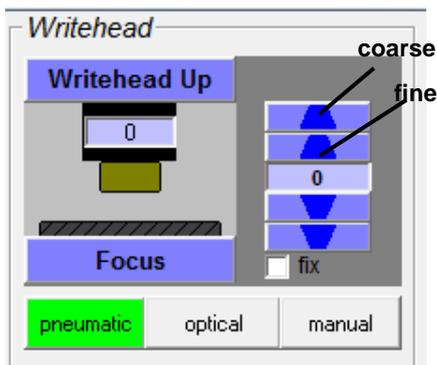 Writehead
coarse
Writehead Up
fine
0
0
Focus
fix
pneumatic optical manual